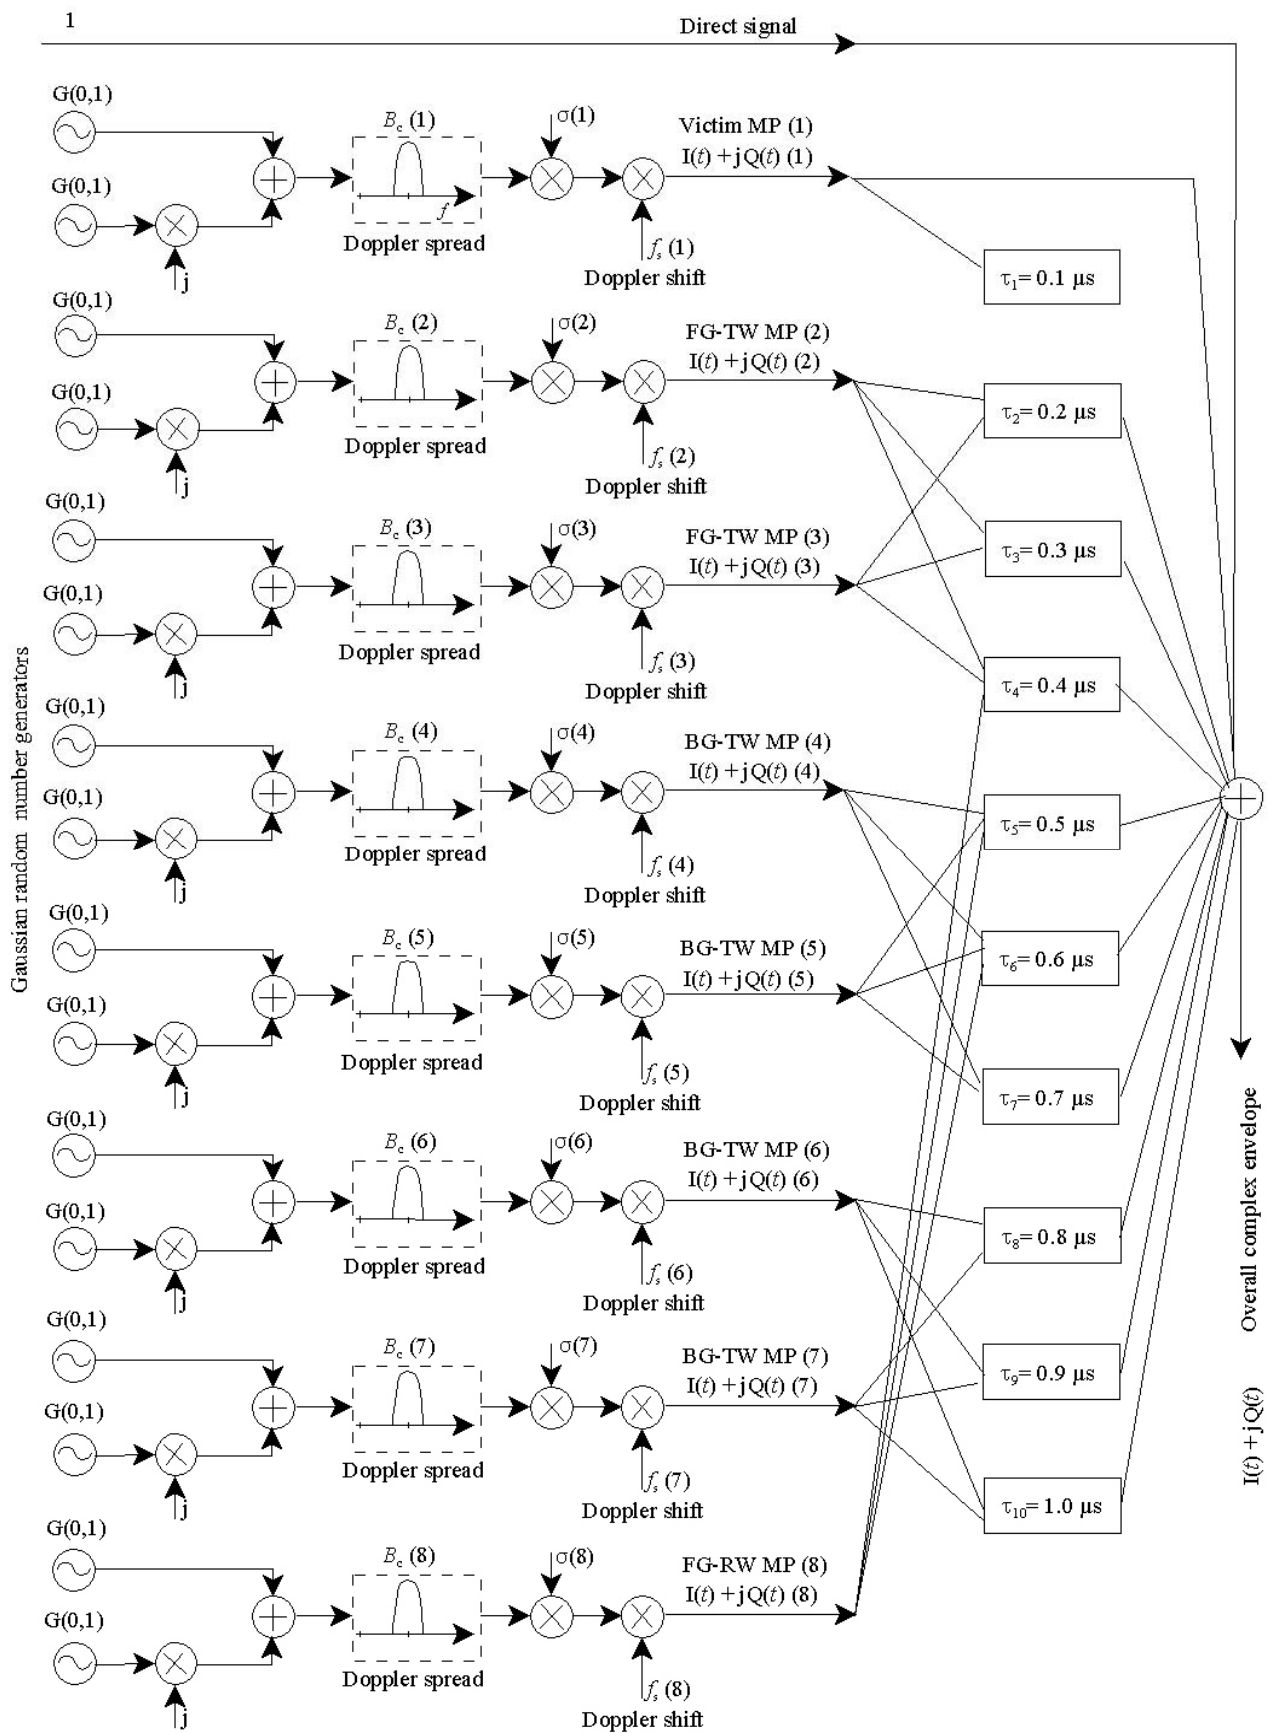 1
Direct signal
G(0,1)
B_c (1)
σ(1)
Victim MP (1)
I(t) +jQ(t) (1)
G(0,1)
f
Doppler spread
f_s (1)
Doppler shift
j
τ_1= 0.1 µs
G(0,1)
B_c (2)
σ(2)
FG-TW MP (2)
I(t) +jQ(t) (2)
G(0,1)
Doppler spread
f_s (2)
Doppler shift
j
τ_2= 0.2 µs
G(0,1)
B_c (3)
σ(3)
FG-TW MP (3)
I(t) +jQ(t) (3)
G(0,1)
Doppler spread
f_s (3)
Doppler shift
j
τ_3= 0.3 µs
τ_4= 0.4 µs
Gaussian random number generators
G(0,1)
B_c (4)
σ(4)
BG-TW MP (4)
I(t) +jQ(t) (4)
G(0,1)
Doppler spread
f_s (4)
Doppler shift
j
τ_5= 0.5 µs
G(0,1)
B_c (5)
σ(5)
BG-TW MP (5)
I(t) +jQ(t) (5)
G(0,1)
Doppler spread
f_s (5)
Doppler shift
j
τ_6= 0.6 µs
τ_7= 0.7 µs
G(0,1)
B_c (6)
σ(6)
BG-TW MP (6)
I(t) +jQ(t) (6)
G(0,1)
Doppler spread
f_s (6)
Doppler shift
j
τ_8= 0.8 µs
G(0,1)
B_c (7)
σ(7)
BG-TW MP (7)
I(t) +jQ(t) (7)
G(0,1)
Doppler spread
f_s (7)
Doppler shift
j
τ_9= 0.9 µs
τ_10= 1.0 µs
G(0,1)
B_c (8)
σ(8)
FG-RW MP (8)
I(t) +jQ(t) (8)
G(0,1)
Doppler spread
f_s (8)
Doppler shift
j
I(t) +jQ(t) Overall complex envelope